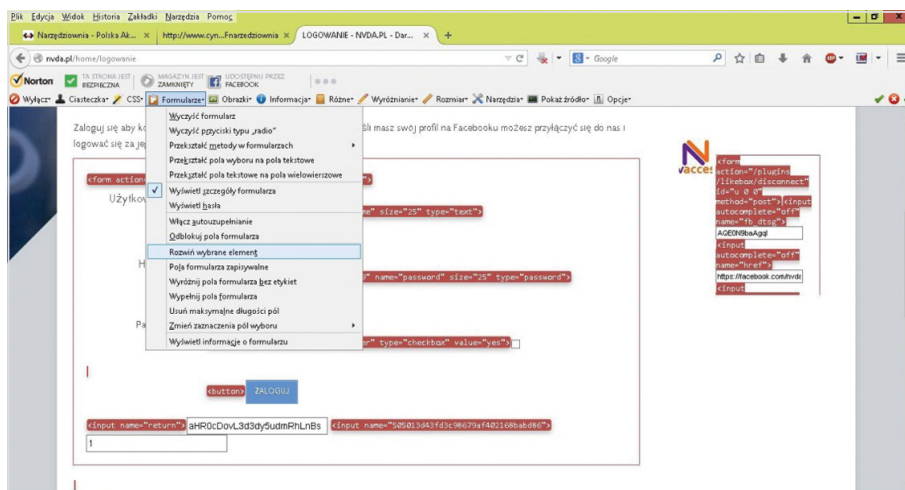 Plik Edycja Widok Historia Zakładki Narzędzia Pomoc
Narzędziownia - Polska Ak... × http://www.cyn...Fnarzedziownia × LOGOWANIE - NVDA.PL - Dar... × +
nvda.pl/home/logowanie Google
Norton TA STRONA JEST BEZPIECZNA MAGAZYN JEST ZAMKNIĘTY UDOSTĘPNIJ PRZEZ FACEBOOK
Wyłącz Ciasteczka CSS Formularze Obrazki Informacja Różne Wyróżnianie Rozmiar Narzędzia Pokaż źródło Opcje
Zaloguj się aby ko śli masz swój profil na Facebooku możesz przyłączyć się do nas i
logować się za je
Wyczyść formularz
Wyczyść przyciski typu „radio"
Przekształć metody w formularzach
Przekształć pola wyboru na pola tekstowe
Przekształć pola tekstowe na pola wielowierszowe
Wyświetl szczegóły formularza
Wyświetl hasła
Włącz autouzupełnianie
Odblokuj pola formularza
Rozwiń wybrane element
Pola formularza zapisywalne
Wyróżnij pola formularza bez etykiet
Wypełnij pola formularza
Usuń maksymalne długości pól
Zmień zaznaczenia pól wyboru
Wyświetl informacje o formularzu
<form action= ">
Użytkow me" size="25" type="text">
H " name="password" size="25" type="password">
Pa er" type="checkbox" value="yes">
<button> ZALOGUJ
<input name="return"> aHR0cDovL3d3dy5udmRhLnBs <input name="505013d43fd3c98679af402168babd06">
1
N
vacces
<form
action="/plugins
/likebox/disconnect"
id="u_0_0"
method="post"> <input
autocomplete="off"
name="fb_dtsg">
AQE0N9baAgql
<input
autocomplete="off"
name="href">
https://facebook.com/nvda
<input